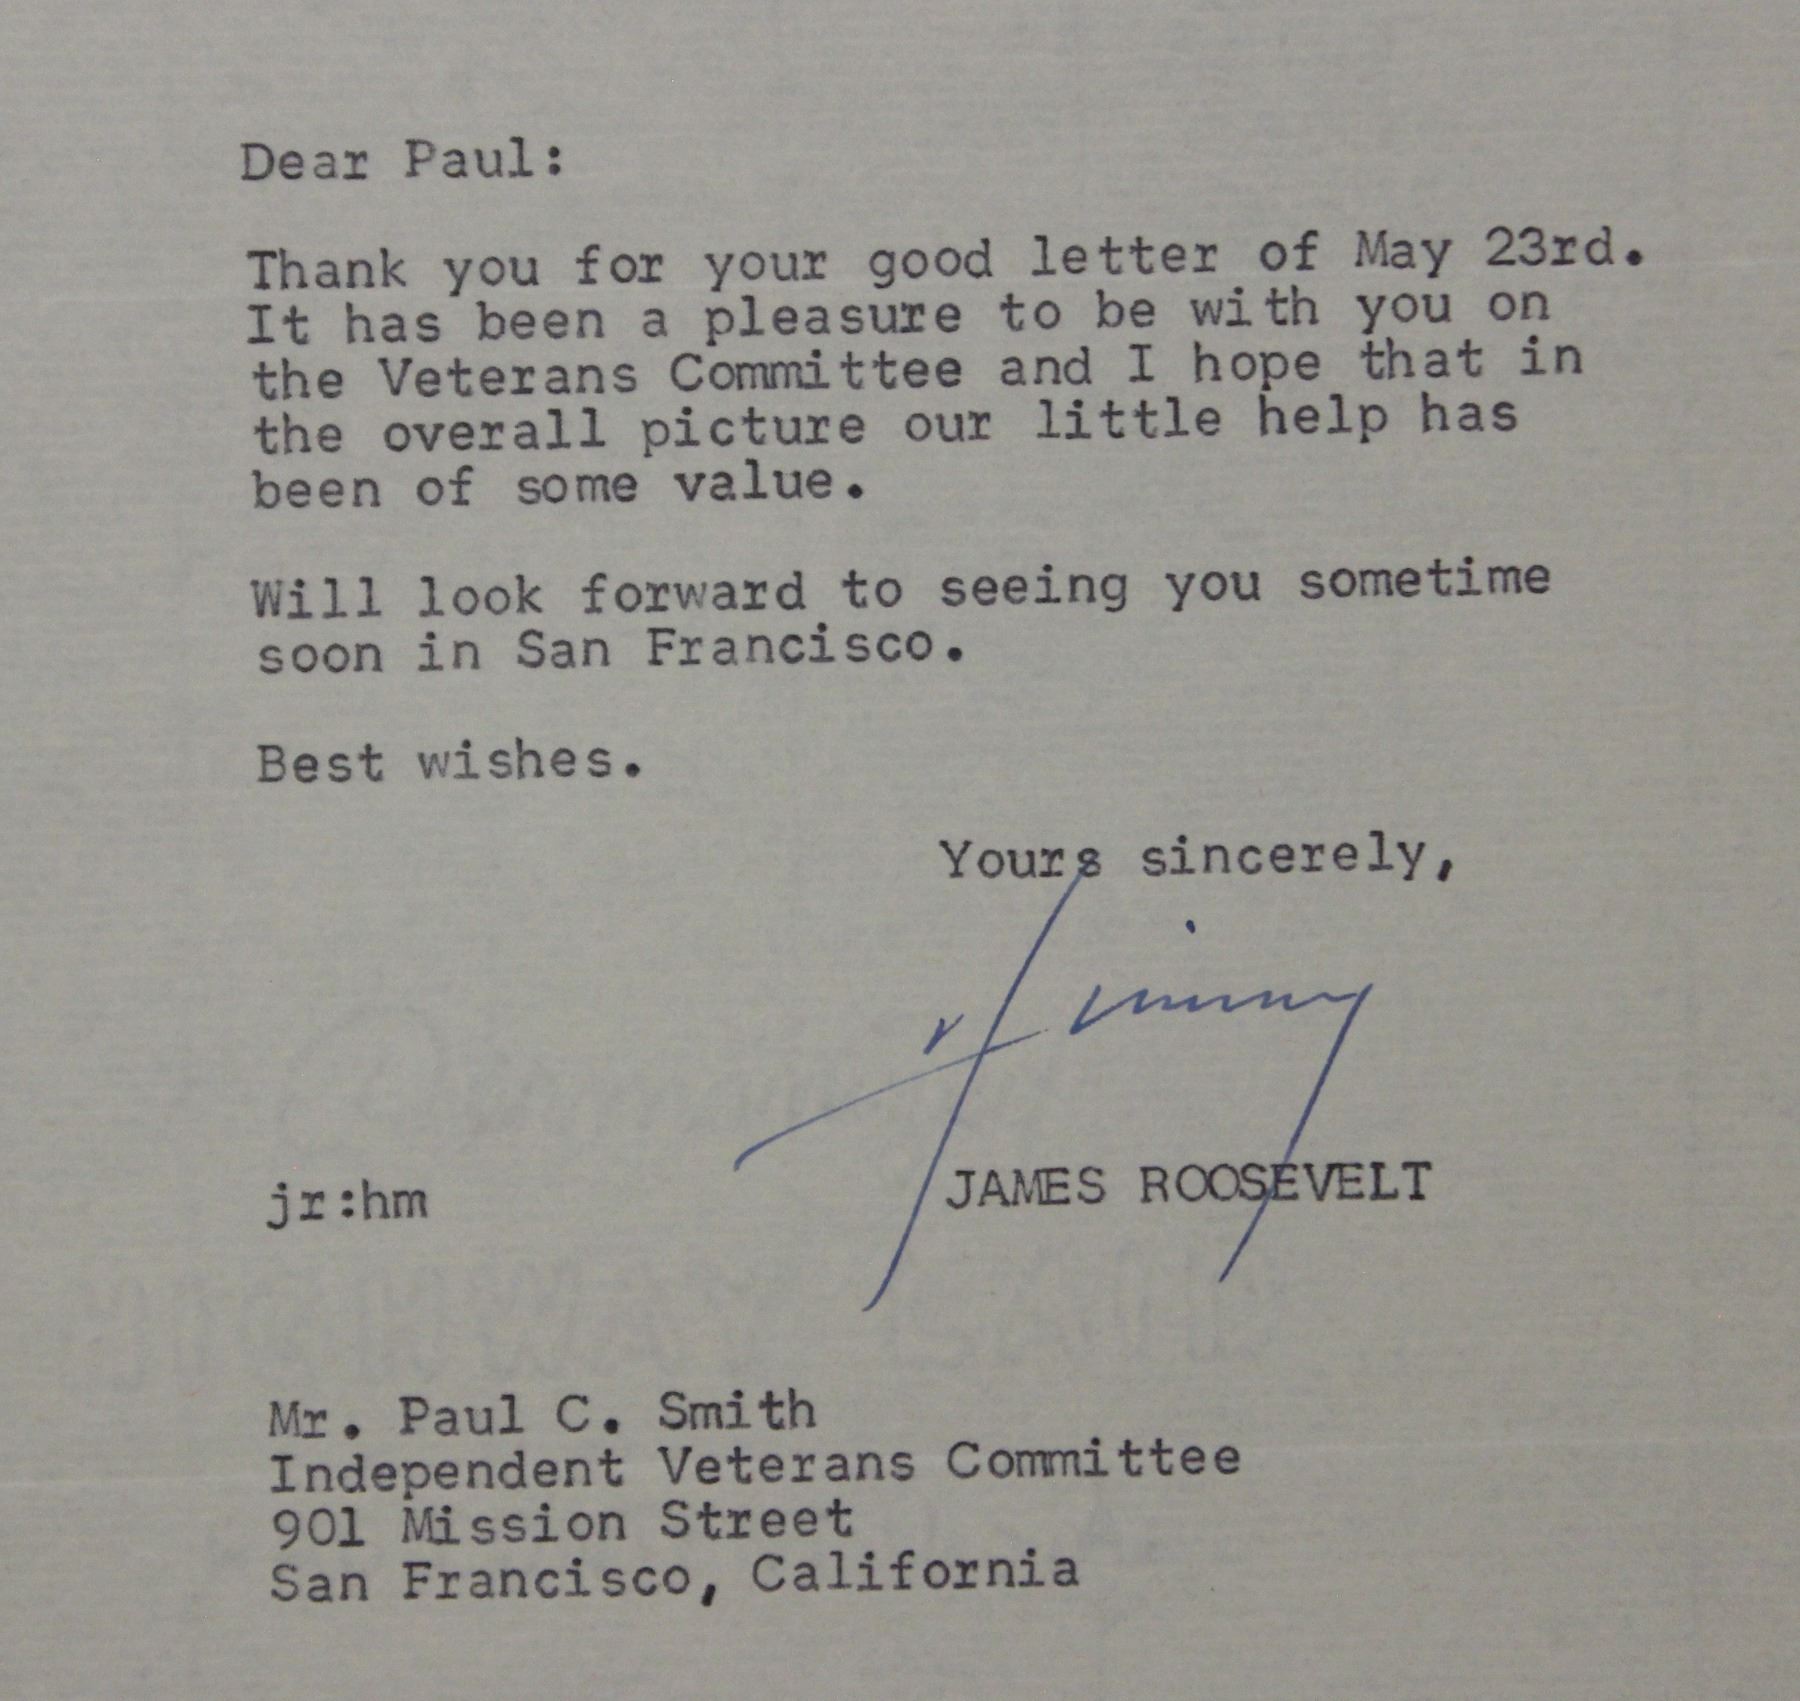 Dear Paul:
Thank you for your good letter of May 23rd.
It has been a pleasure to be with you on
the Veterans Committee and I hope that in
the overall picture our little help has
been of some value.
Will look forward to seeing you sometime
soon in San Francisco.
Best wishes.
Yours sincerely,
Jimmy
JAMES ROOSEVELT
jr:hm
Mr. Paul C. Smith
Independent Veterans Committee
901 Mission Street
San Francisco, California